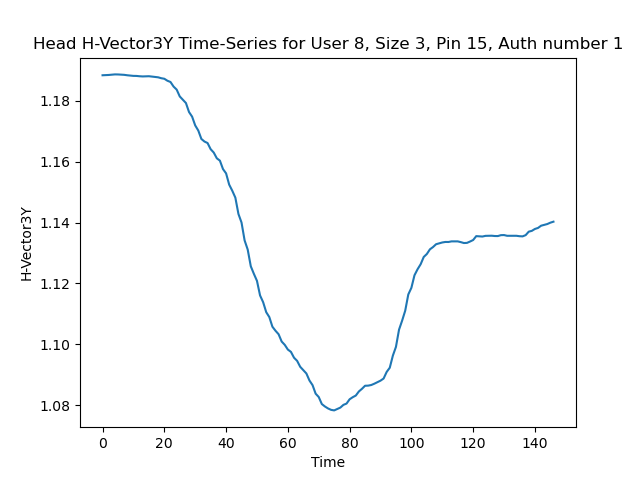 Head H-Vector3Y Time-Series for User 8, Size 3, Pin 15, Auth number 1
H-Vector3Y
1.18
1.16
1.14
1.12
1.10
1.08
0 20 40 60 80 100 120 140
Time